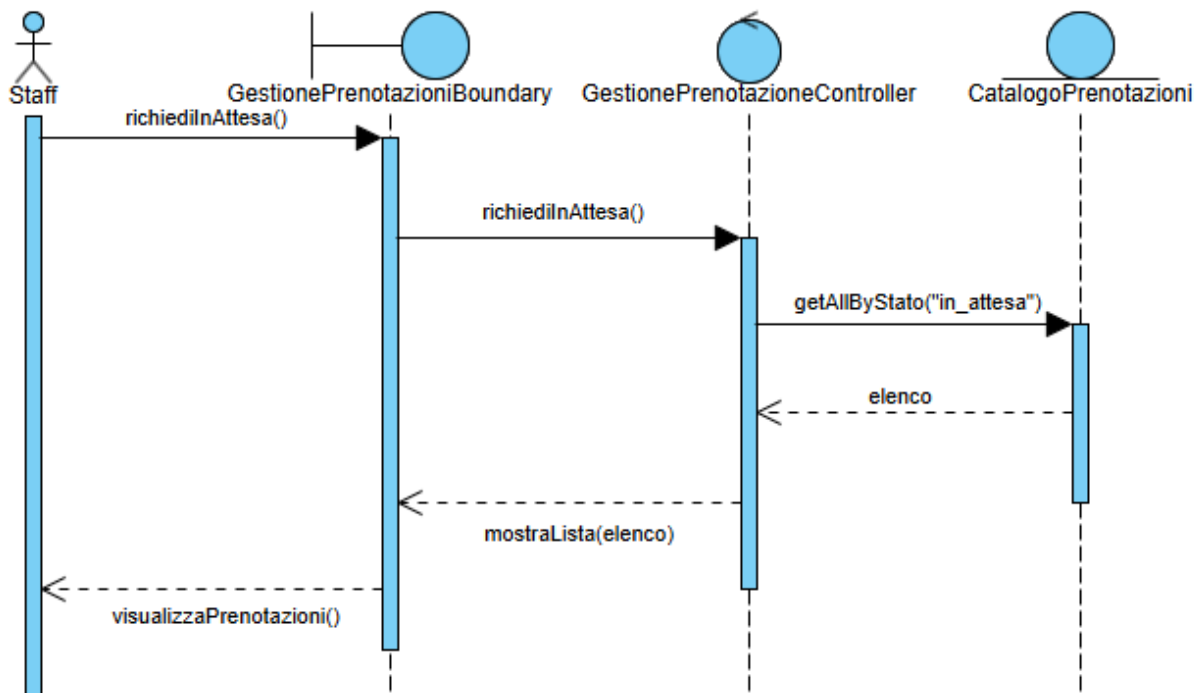 Staff
GestionePrenotazioniBoundary
GestionePrenotazioneController
CatalogoPrenotazioni
richiediInAttesa()
richiediInAttesa()
getAllByStato("in_attesa")
elenco
mostraLista(elenco)
visualizzaPrenotazioni()